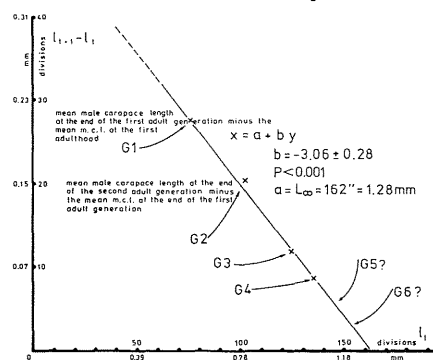 0.31 40
l t+1 - l t
mm
divisions
0.23 30
mean male carapace length
at the end of the first adult generation minus the
mean m.c.l. at the first
adulthood
G1
x = a + b y
b = -3.06 ± 0.28
P < 0.001
a = L∞ = 162" = 1.28 mm
0.15 20
mean male carapace length at the end
of the second adult generation minus
the mean m.c.l. at the end of the first
adult generation
G2
G3
G4
G5?
G6?
0.07 10
50 100 150 divisions l t
0 0.39 0.78 1.18 mm